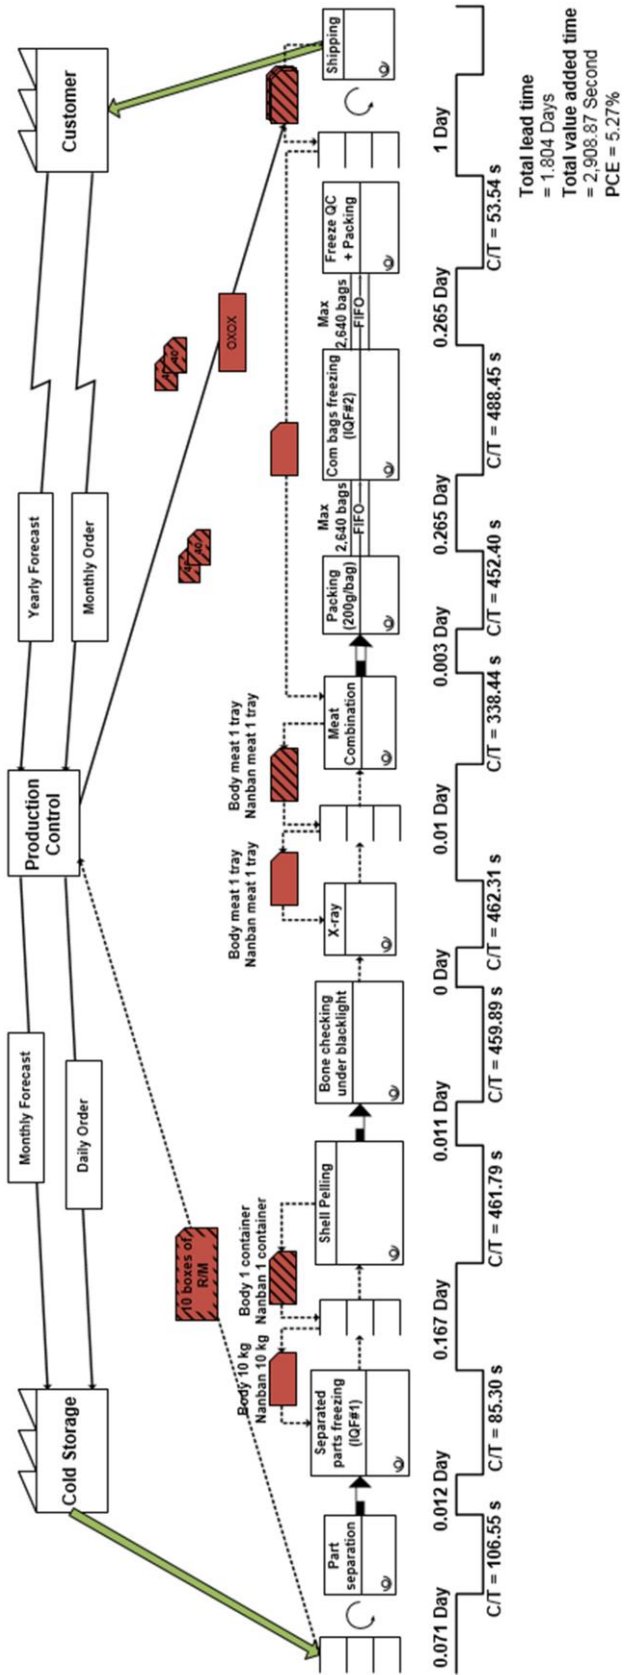 Cold Storage
Production
Control
Customer
Monthly Forecast
Daily Order
Yearly Forecast
Monthly Order
10 boxes of
R/M
40
40
OXOX
Body 10 kg
Nanban 10 kg
Body 1 container
Nanban 1 container
Body meat 1 tray
Nanban meat 1 tray
Body meat 1 tray
Nanban meat 1 tray
Part
separation
Separated
parts freezing
(IQF#1)
Shell Pelling
Bone checking
under blacklight
X-ray
Meat
Combination
Packing
(200g/bag)
Max
2,640 bags
FIFO
Com bags freezing
(IQF#2)
Max
2,640 bags
FIFO
Freeze QC
+ Packing
Shipping
0.071 Day
0.012 Day
0.167 Day
0.011 Day
0 Day
0.01 Day
0.003 Day
0.265 Day
0.265 Day
1 Day
C/T = 106.55 s
C/T = 85.30 s
C/T = 461.79 s
C/T = 459.89 s
C/T = 462.31 s
C/T = 338.44 s
C/T = 452.40 s
C/T = 488.45 s
C/T = 53.54 s
Total lead time
= 1.804 Days
Total value added time
= 2,908.87 Second
PCE = 5.27%